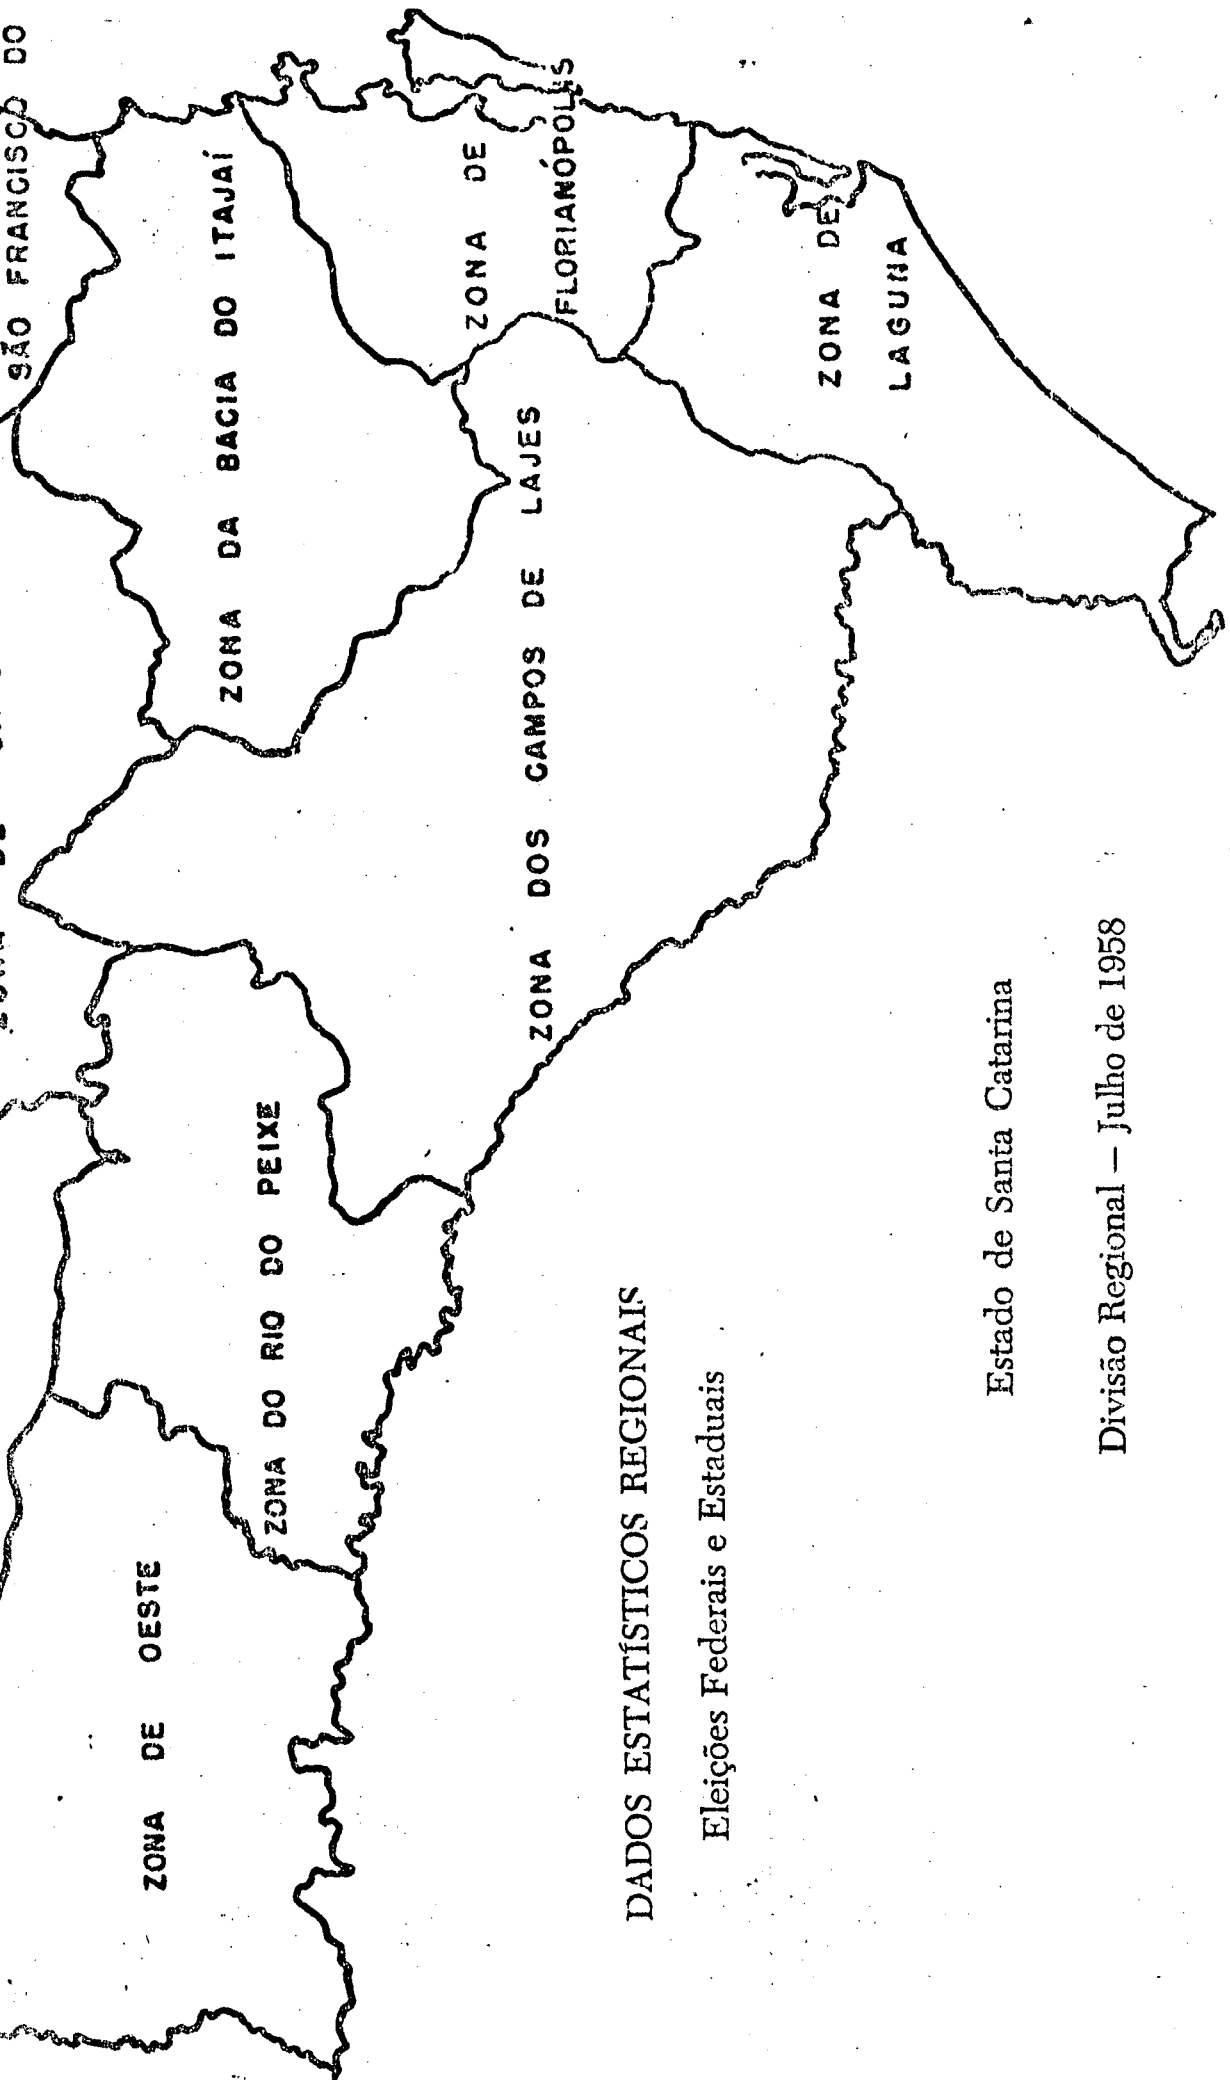 SÃO FRANCISCO DO
ZONA DA BACIA DO ITAJAÍ
ZONA DE
FLORIANÓPOLIS
ZONA DOS CAMPOS DE LAJES
ZONA DE
LAGUNA
ZONA DO RIO DO PEIXE
ZONA DE OESTE
DADOS ESTATÍSTICOS REGIONAIS
Eleições Federais e Estaduais
Estado de Santa Catarina
Divisão Regional — Julho de 1958